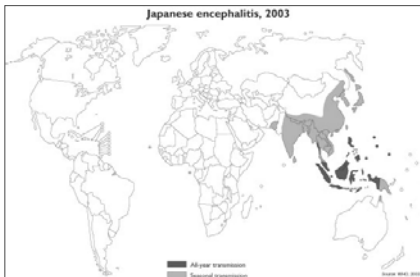 Japanese encephalitis, 2003
All-year transmission
Seasonal transmission